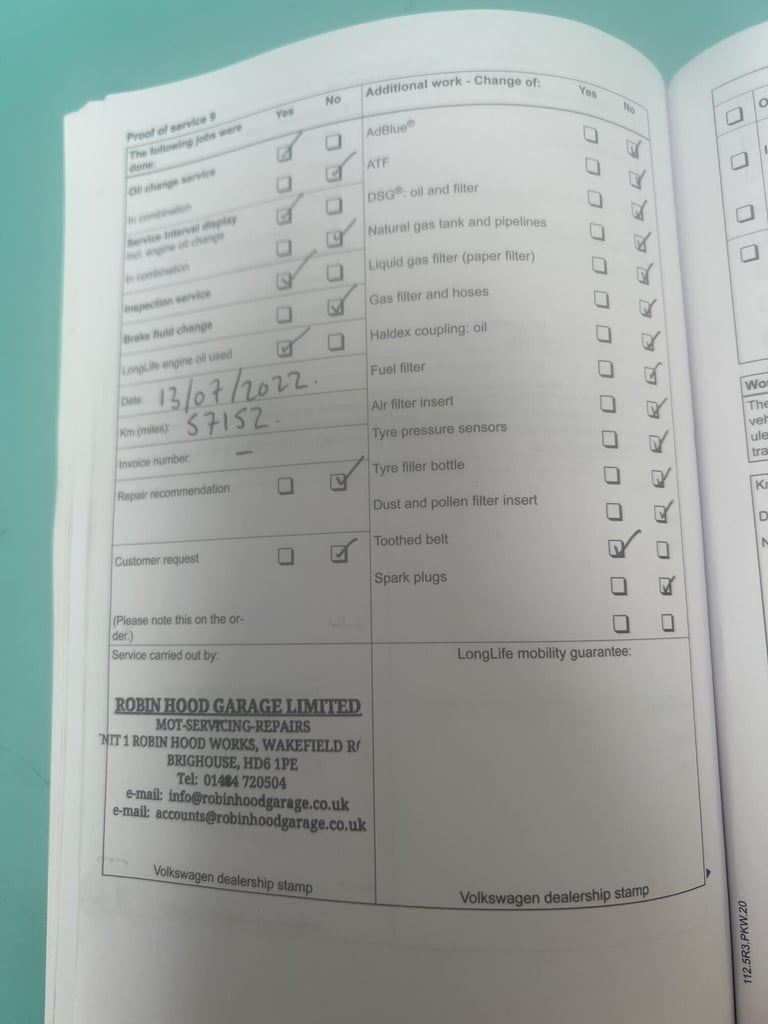 Proof of service 9
Yes
No
The following jobs were
done:
Oil change service
In combination
Service interval display
incl. engine oil change
In combination
Inspection service
Brake fluid change
LongLife engine oil used
Date: 13/07/2022.
Km (miles): 57152.
Invoice number: –
Repair recommendation
Customer request
(Please note this on the or-
der.)
Service carried out by:
ROBIN HOOD GARAGE LIMITED
MOT-SERVICING-REPAIRS
UNIT 1 ROBIN HOOD WORKS, WAKEFIELD R
BRIGHOUSE, HD6 1PE
Tel: 01484 720504
e-mail: info@robinhoodgarage.co.uk
e-mail: accounts@robinhoodgarage.co.uk
Volkswagen dealership stamp
Additional work - Change of:
Yes
No
AdBlue®
ATF
DSG®: oil and filter
Natural gas tank and pipelines
Liquid gas filter (paper filter)
Gas filter and hoses
Haldex coupling: oil
Fuel filter
Air filter insert
Tyre pressure sensors
Tyre filler bottle
Dust and pollen filter insert
Toothed belt
Spark plugs
LongLife mobility guarantee:
Volkswagen dealership stamp
The
veh
ule
tra
112.5R3.PKW.20